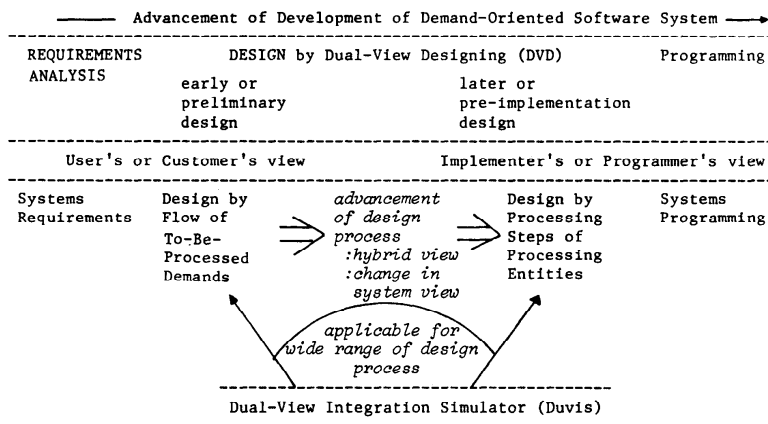 Advancement of Development of Demand-Oriented Software System
REQUIREMENTS
ANALYSIS
DESIGN by Dual-View Designing (DVD)
early or
preliminary
design
later or
pre-implementation
design
Programming
User's or Customer's view
Implementer's or Programmer's view
Systems
Requirements
Design by
Flow of
To-Be-
Processed
Demands
advancement
of design
process
:hybrid view
:change in
system view
Design by
Processing
Steps of
Processing
Entities
Systems
Programming
applicable for
wide range of design
process
Dual-View Integration Simulator (Duvis)